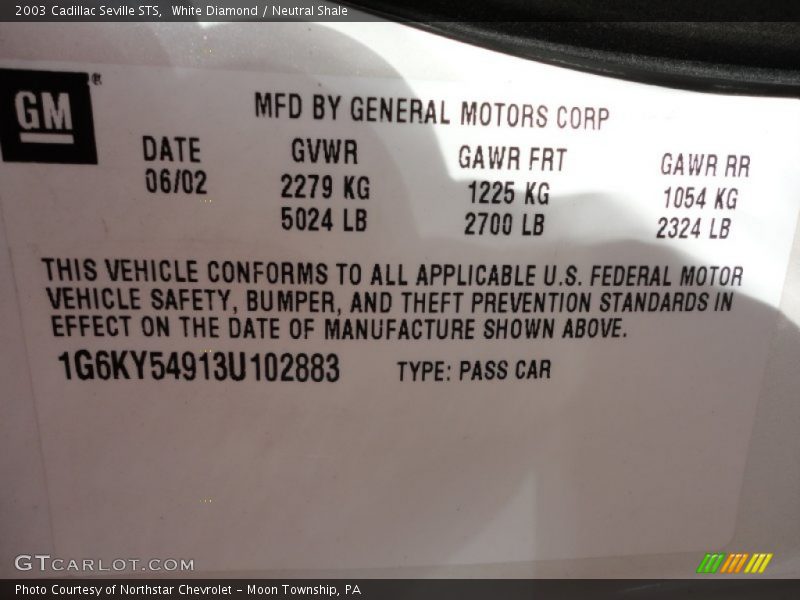 2003 Cadillac Seville STS, White Diamond / Neutral Shale
GM®
MFD BY GENERAL MOTORS CORP
DATE GVWR GAWR FRT GAWR RR
06/02 2279 KG 1225 KG 1054 KG
5024 LB 2700 LB 2324 LB
THIS VEHICLE CONFORMS TO ALL APPLICABLE U.S. FEDERAL MOTOR
VEHICLE SAFETY, BUMPER, AND THEFT PREVENTION STANDARDS IN
EFFECT ON THE DATE OF MANUFACTURE SHOWN ABOVE.
1G6KY54913U102883 TYPE: PASS CAR
GTCARLOT.COM
Photo Courtesy of Northstar Chevrolet - Moon Township, PA